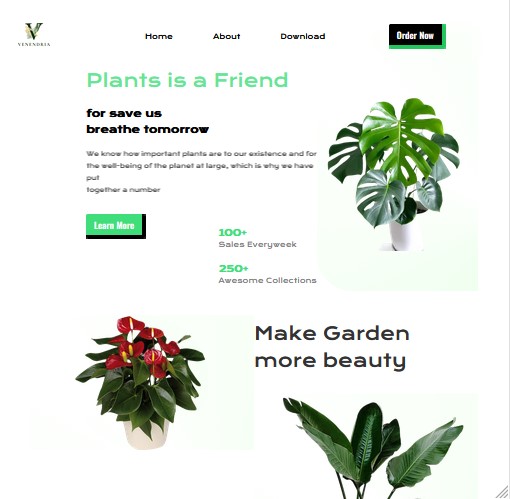 V
VENENDRIA
Home
About
Download
Order Now
Plants is a Friend
for save us
breathe tomorrow
We know how important plants are to our existence and for
the well-being of the planet at large, which is why we have
put
together a number
Learn More
100+
Sales Everyweek
250+
Awesome Collections
Make Garden
more beauty